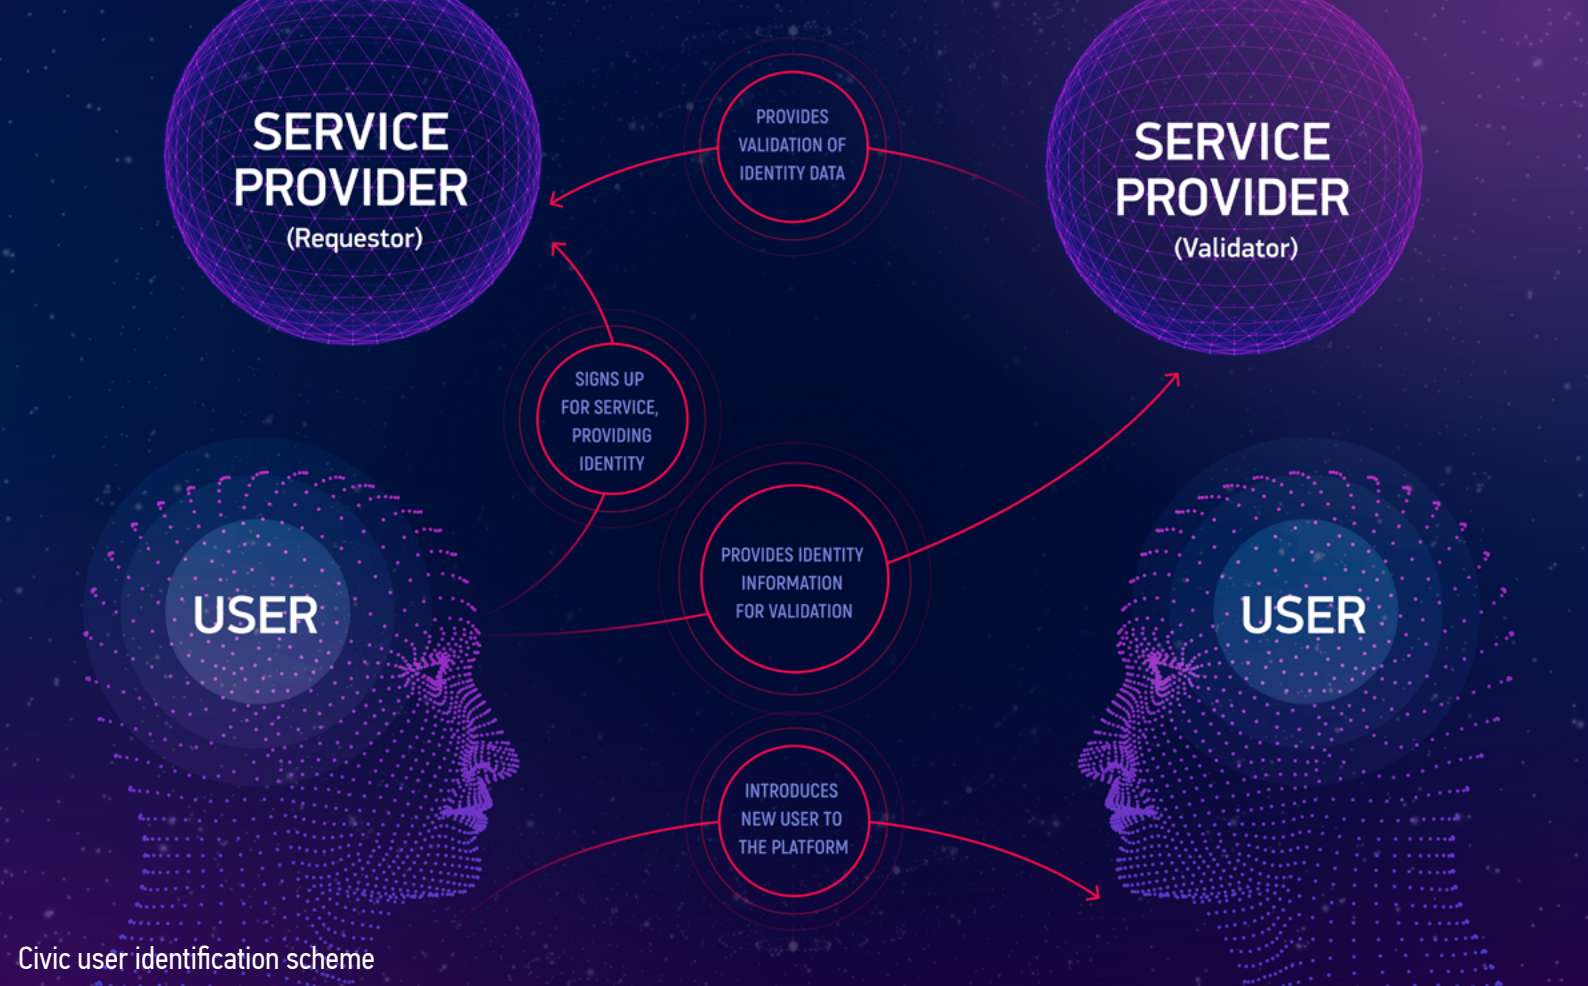 SERVICE
PROVIDER
(Requestor)
PROVIDES
VALIDATION OF
IDENTITY DATA
SERVICE
PROVIDER
(Validator)
SIGNS UP
FOR SERVICE,
PROVIDING
IDENTITY
PROVIDES IDENTITY
INFORMATION
FOR VALIDATION
USER
USER
INTRODUCES
NEW USER TO
THE PLATFORM
Civic user identification scheme